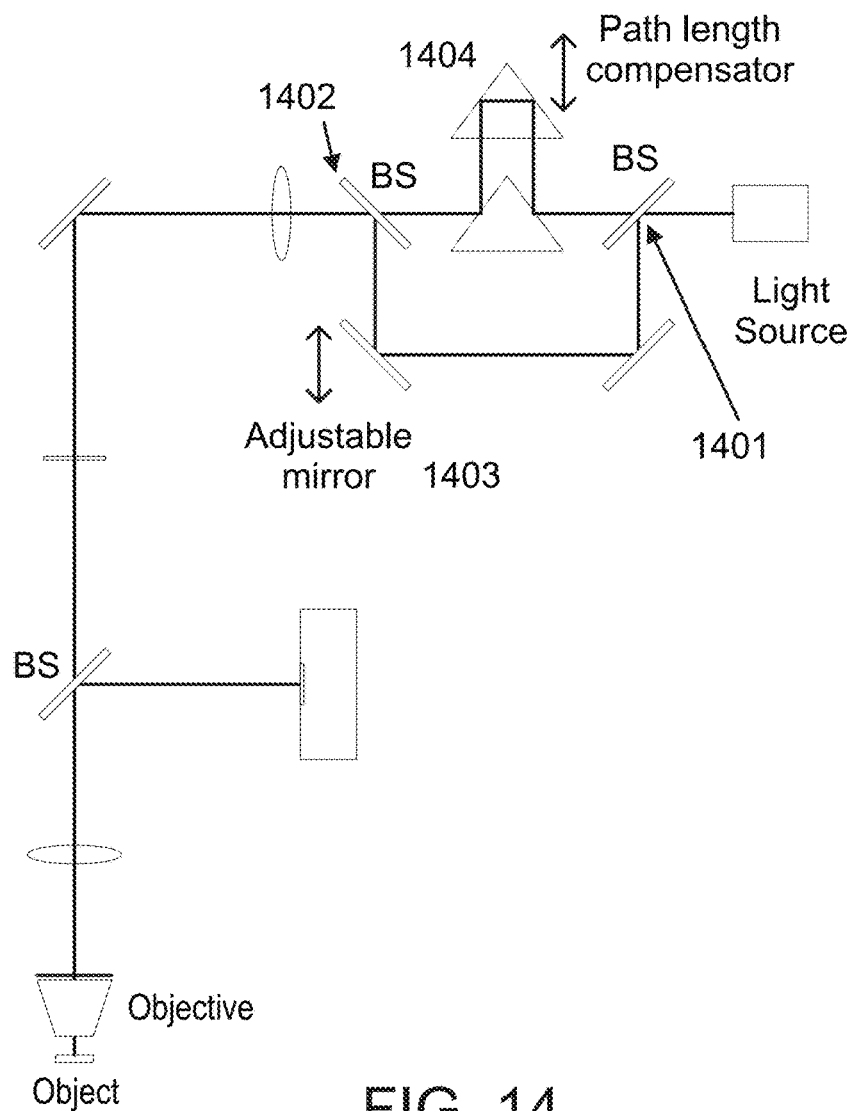 1404
Path length
compensator
1402
BS
BS
Light
Source
Adjustable
mirror 1403
1401
BS
Objective
Object
FIG. 14